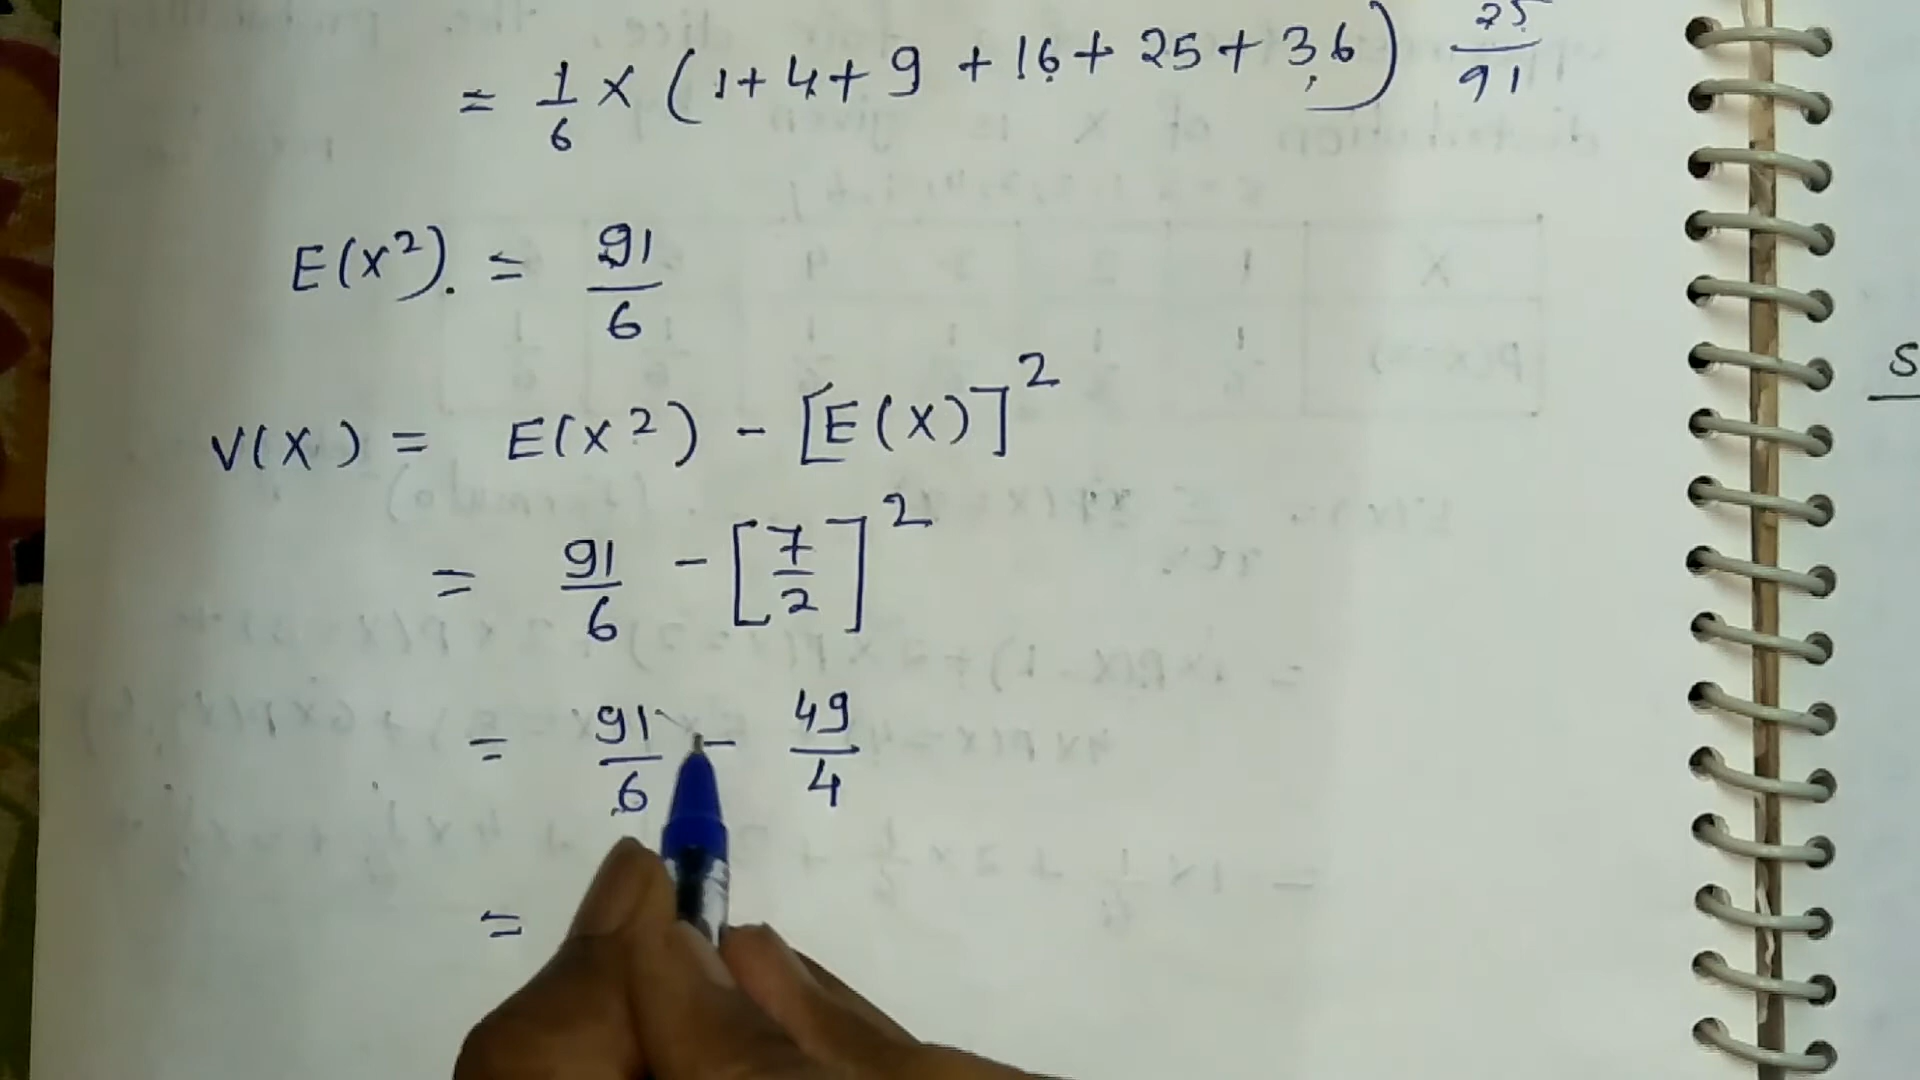 = 1/6 × (1 + 4 + 9 + 16 + 25 + 36) 25/91
E(x²). = 91/6
V(X) = E(X²) - [E(X)]²
= 91/6 - [7/2]²
= 91/6 - 49/4
=
S